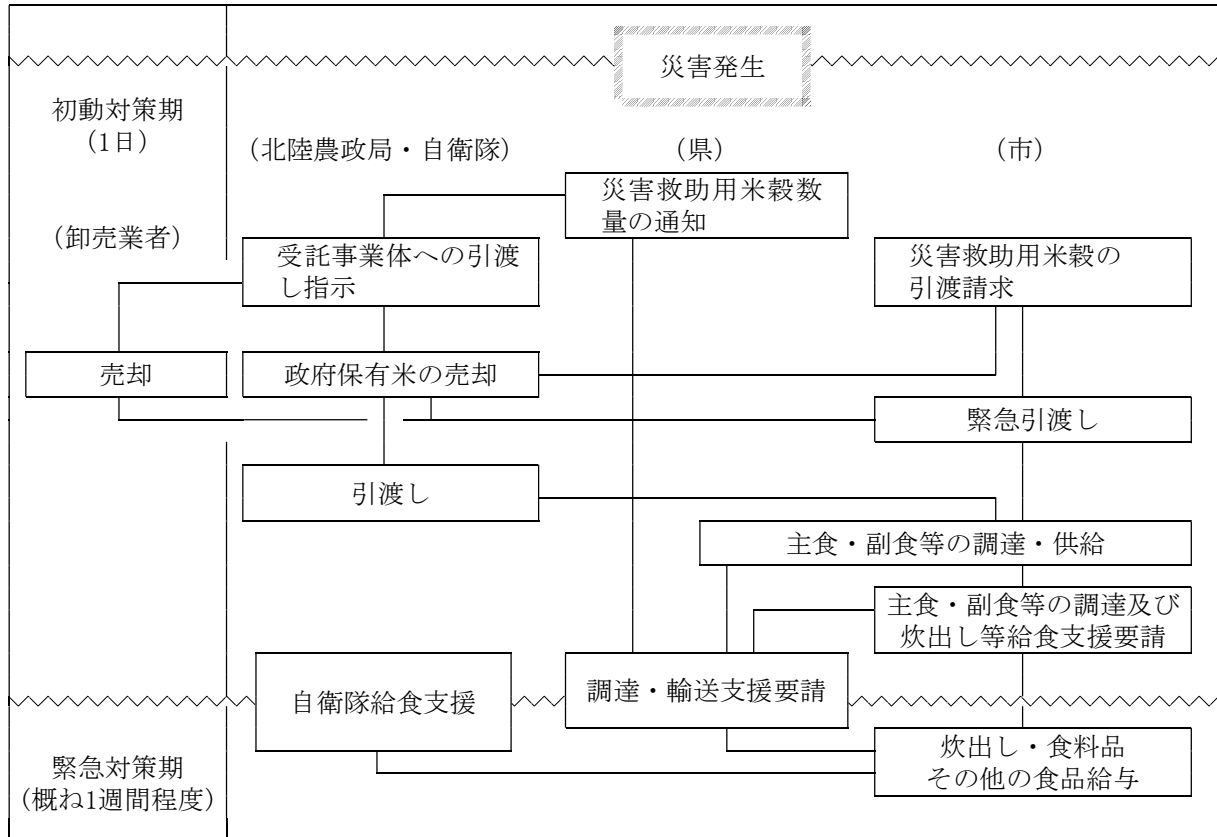 災害発生
初動対策期
(1日)
(北陸農政局・自衛隊)
(県)
(市)
災害救助用米穀数
量の通知
(卸売業者)
受託事業体への引渡
し指示
災害救助用米穀の
引渡請求
売却
政府保有米の売却
緊急引渡し
引渡し
主食・副食等の調達・供給
主食・副食等の調達及び
炊出し等給食支援要請
自衛隊給食支援
調達・輸送支援要請
炊出し・食料品
その他の食品給与
緊急対策期
(概ね1週間程度)